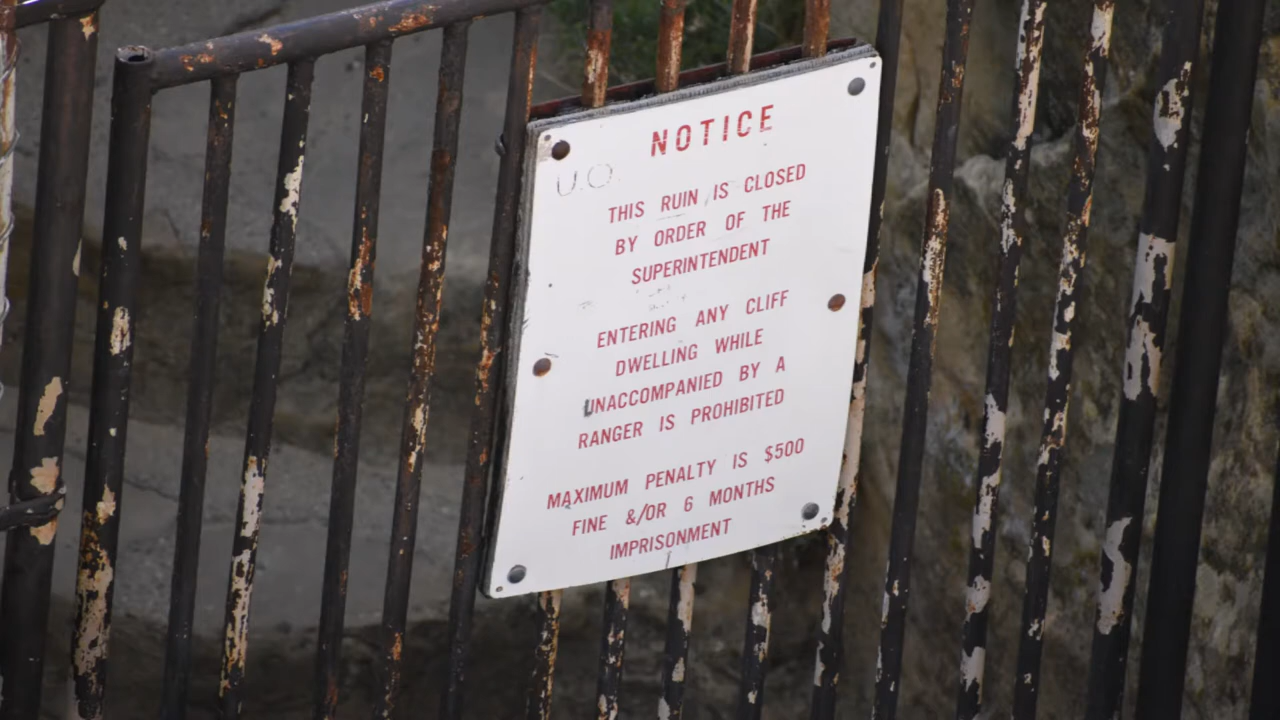 NOTICE
U.O.
THIS RUIN IS CLOSED
BY ORDER OF THE
SUPERINTENDENT
ENTERING ANY CLIFF
DWELLING WHILE
UNACCOMPANIED BY A
RANGER IS PROHIBITED
MAXIMUM PENALTY IS $500
FINE &/OR 6 MONTHS
IMPRISONMENT